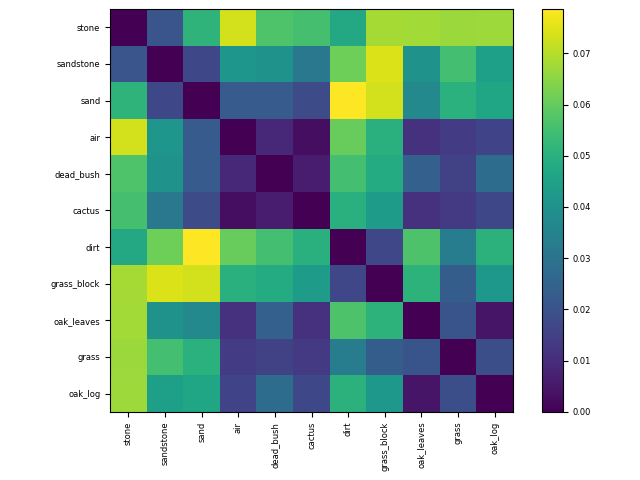 stone
sandstone
sand
air
dead_bush
cactus
dirt
grass_block
oak_leaves
grass
oak_log
stone
sandstone
sand
air
dead_bush
cactus
dirt
grass_block
oak_leaves
grass
oak_log
0.07
0.06
0.05
0.04
0.03
0.02
0.01
0.00